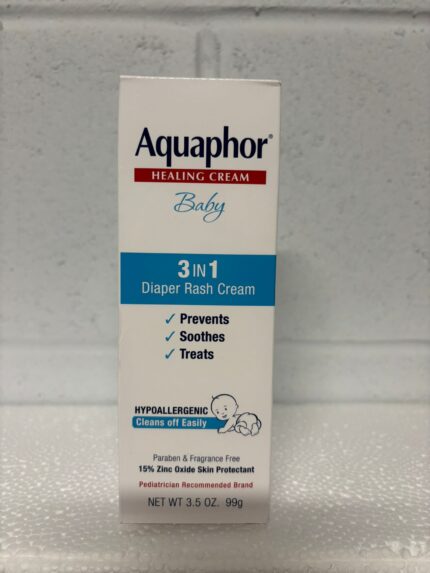 Aquaphor®
HEALING CREAM
Baby
3 IN 1
Diaper Rash Cream
✓ Prevents
✓ Soothes
✓ Treats
HYPOALLERGENIC
Cleans off Easily
Paraben & Fragrance Free
15% Zinc Oxide Skin Protectant
Pediatrician Recommended Brand
NET WT 3.5 OZ. 99g